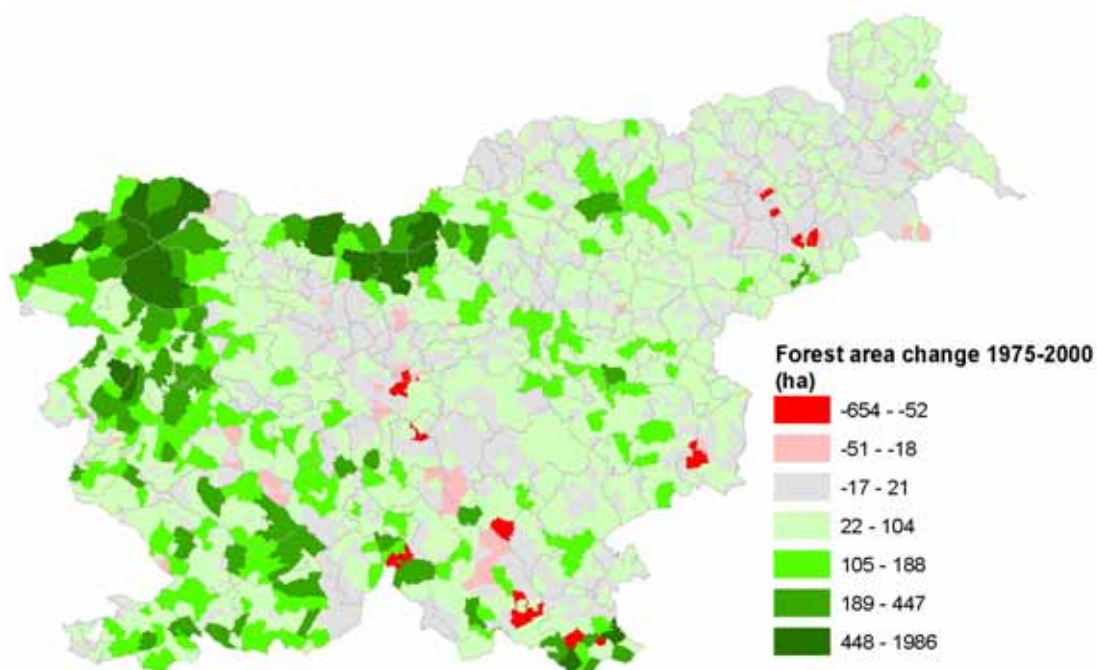 Forest area change 1975-2000
(ha)
-654 - -52
-51 - -18
-17 - 21
22 - 104
105 - 188
189 - 447
448 - 1986